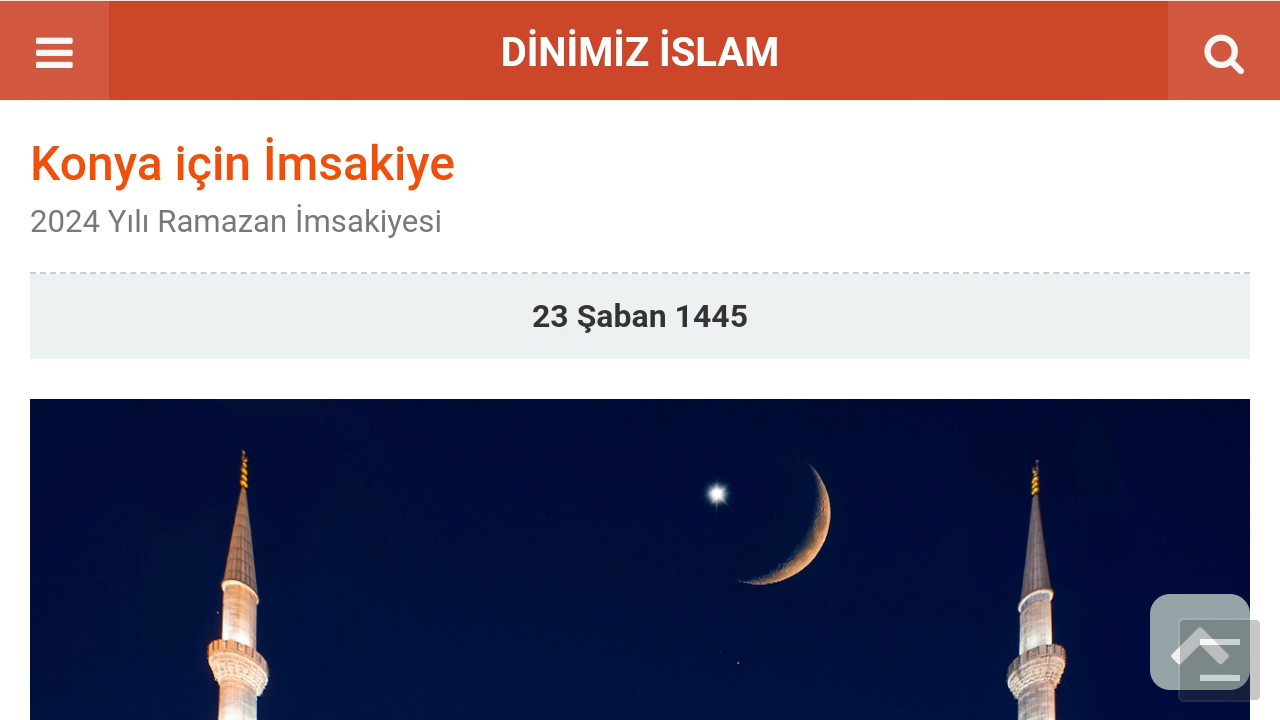 DİNİMİZ İSLAM
Konya için İmsakiye
2024 Yılı Ramazan İmsakiyesi
23 Şaban 1445